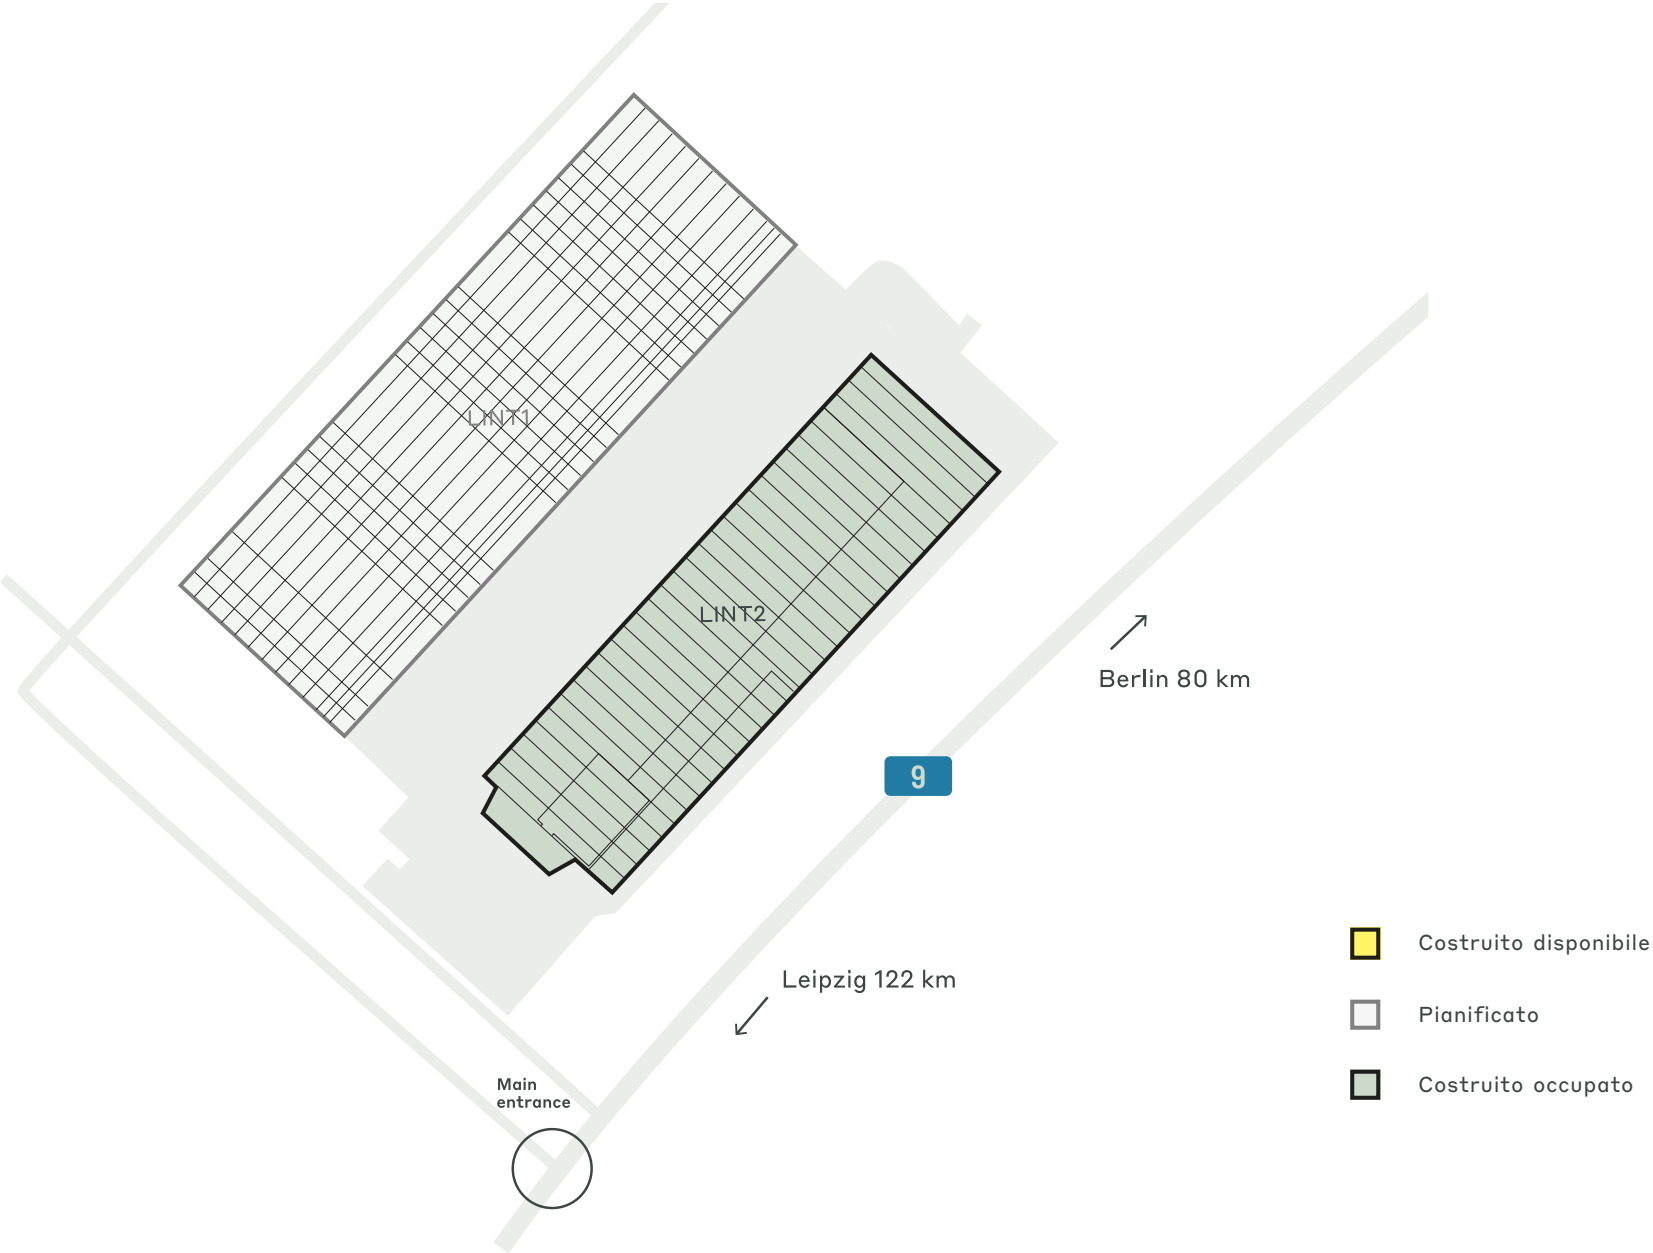 LINT1
LINT2
Berlin 80 km
9
Costruito disponibile
Leipzig 122 km
Pianificato
Main
entrance
Costruito occupato